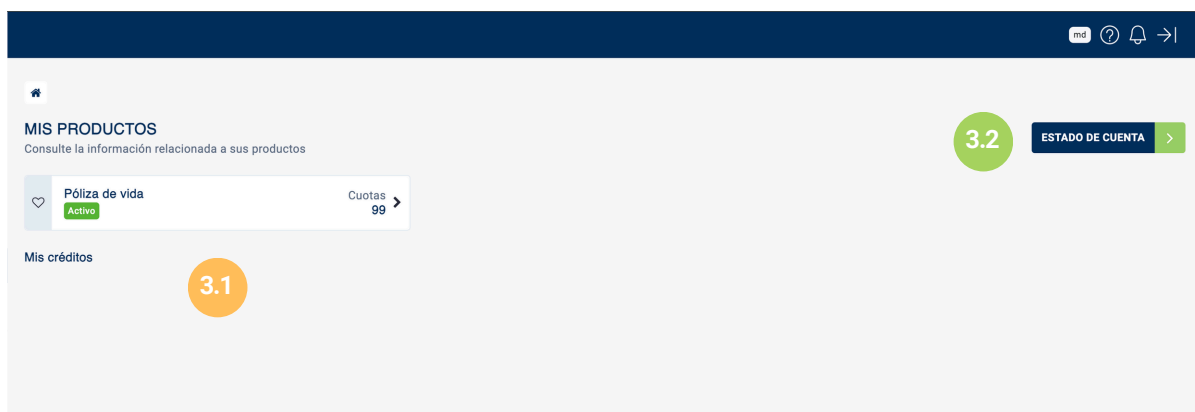 md
MIS PRODUCTOS
Consulte la información relacionada a sus productos
3.2
ESTADO DE CUENTA
Póliza de vida
Activo
Cuotas
99
Mis créditos
3.1